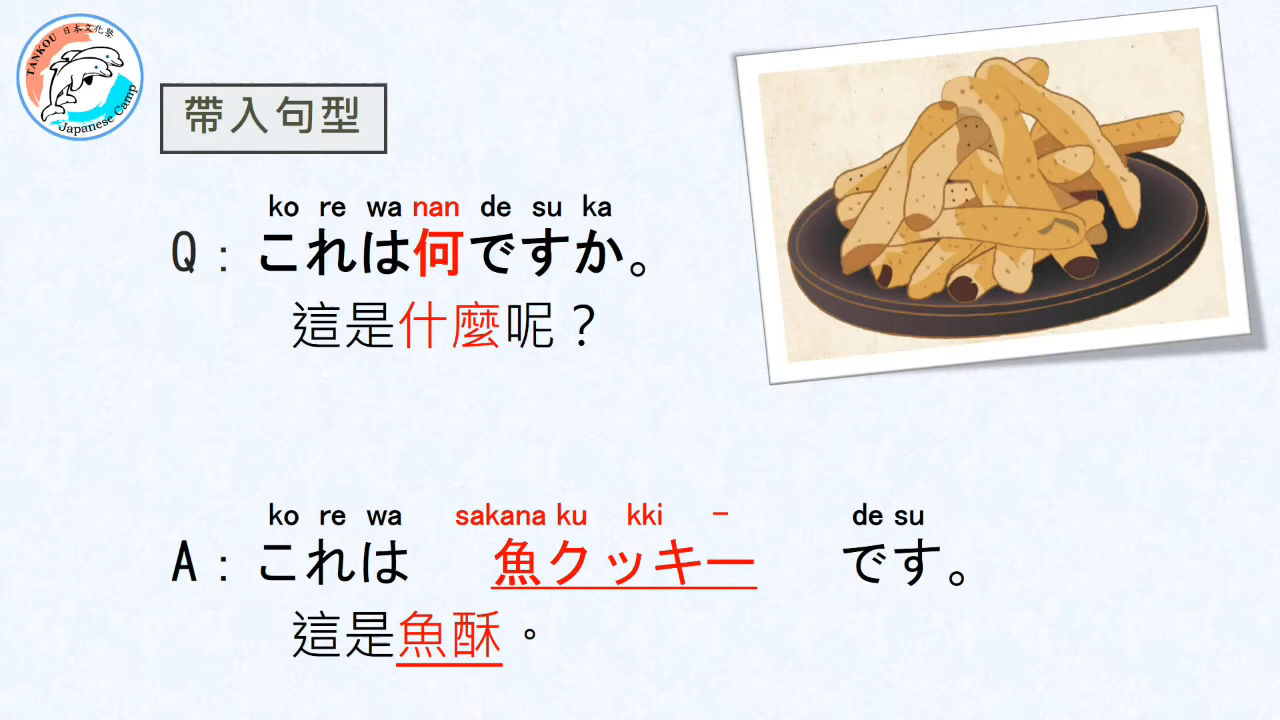 TANKOU 日本文化塾
Japanese Camp
帶入句型
ko re wa nan de su ka
Q：これは何ですか。
這是什麼呢？
ko re wa sakana ku kki ー de su
A：これは 魚クッキー です。
這是魚酥。